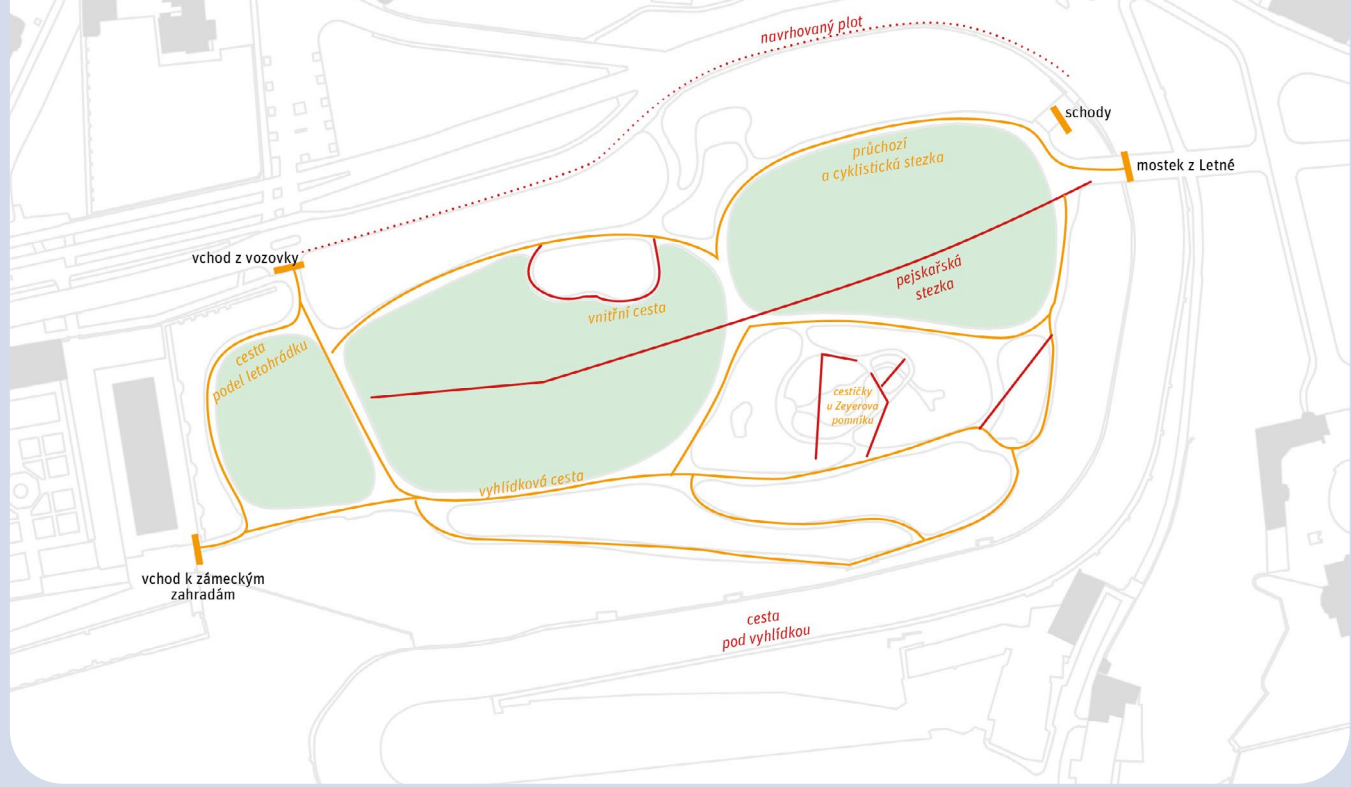 navrhovaný plot
schody
průchozí
a cyklistická stezka
mostek z Letné
vchod z vozovky
pejskařská
stezka
vnitřní cesta
cesta
podel letohrádku
cestičky
u Zeyerova
pomníku
vyhlídková cesta
vchod k zámeckým
zahradám
cesta
pod vyhlídkou